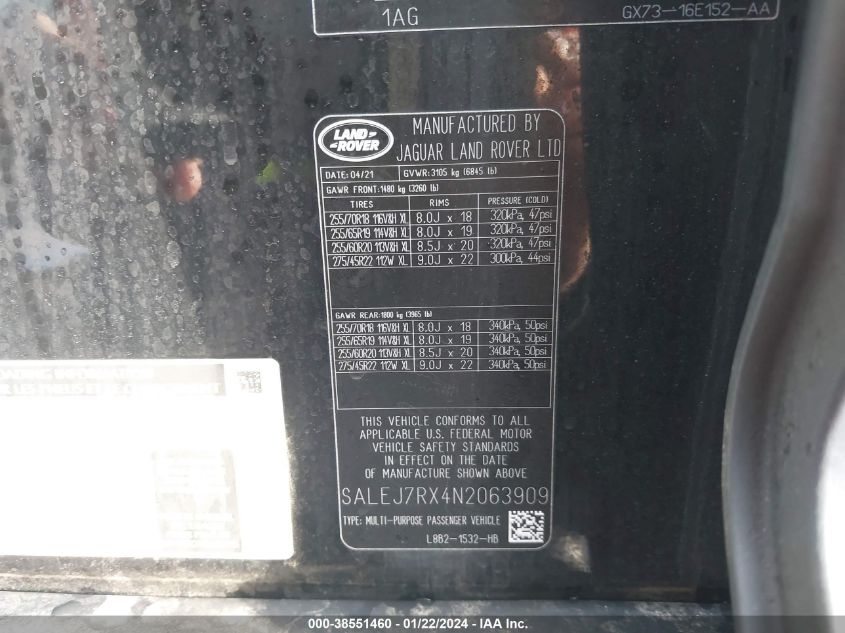 1AG GX73-16E152-AA
LAND ROVER
MANUFACTURED BY
JAGUAR LAND ROVER LTD
DATE: 04/21 GVWR:3105 kg (6845 lb)
GAWR FRONT:1480 kg (3260 lb)
TIRES RIMS PRESSURE (COLD)
255/70R18 116V&H XL 8.0J x 18 320kPa, 47psi
255/65R19 114V&H XL 8.0J x 19 320kPa, 47psi
255/60R20 113V&H XL 8.5J x 20 320kPa, 47psi
275/45R22 112W XL 9.0J x 22 300kPa, 44psi
GAWR REAR:1800 kg (3965 lb)
255/70R18 116V&H XL 8.0J x 18 340kPa, 50psi
255/65R19 114V&H XL 8.0J x 19 340kPa, 50psi
255/60R20 113V&H XL 8.5J x 20 340kPa, 50psi
275/45R22 112W XL 9.0J x 22 340kPa, 50psi
THIS VEHICLE CONFORMS TO ALL
APPLICABLE U.S. FEDERAL MOTOR
VEHICLE SAFETY STANDARDS
IN EFFECT ON THE DATE
OF MANUFACTURE SHOWN ABOVE
SALEJ7RX4N2063909
TYPE: MULTI-PURPOSE PASSENGER VEHICLE
L8B2-1532-HB
000-38551460 - 01/22/2024 - IAAI.COM